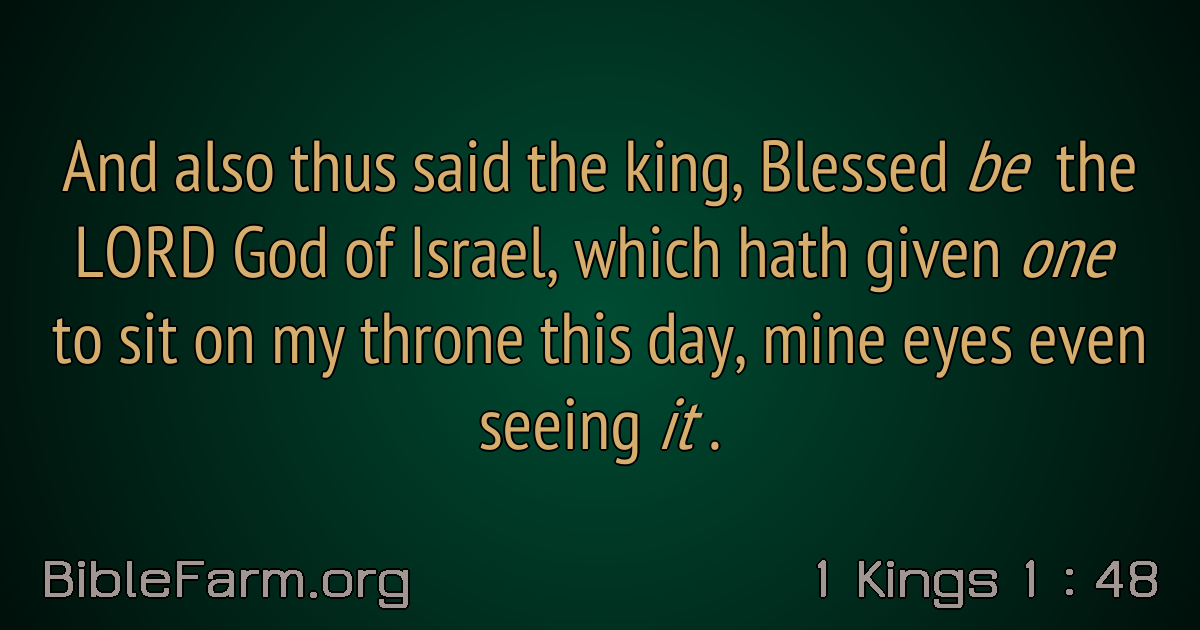 And also thus said the king, Blessed be the
LORD God of Israel, which hath given one
to sit on my throne this day, mine eyes even
seeing it .
BibleFarm.org
1 Kings 1 : 48